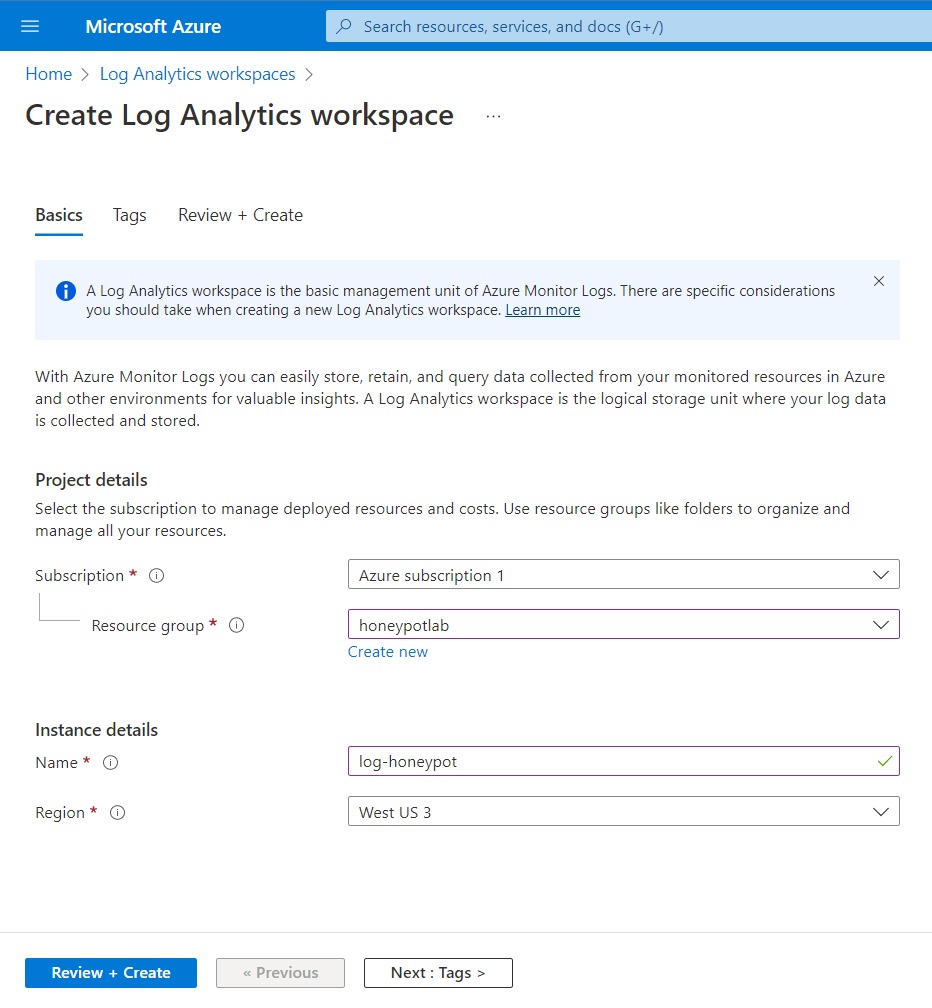 Microsoft Azure
Search resources, services, and docs (G+/)
Home > Log Analytics workspaces >
Create Log Analytics workspace ...
Basics Tags Review + Create
A Log Analytics workspace is the basic management unit of Azure Monitor Logs. There are specific considerations
you should take when creating a new Log Analytics workspace. Learn more
With Azure Monitor Logs you can easily store, retain, and query data collected from your monitored resources in Azure
and other environments for valuable insights. A Log Analytics workspace is the logical storage unit where your log data
is collected and stored.
Project details
Select the subscription to manage deployed resources and costs. Use resource groups like folders to organize and
manage all your resources.
Subscription * Azure subscription 1
Resource group * honeypotlab
Create new
Instance details
Name * log-honeypot
Region * West US 3
Review + Create « Previous Next : Tags >